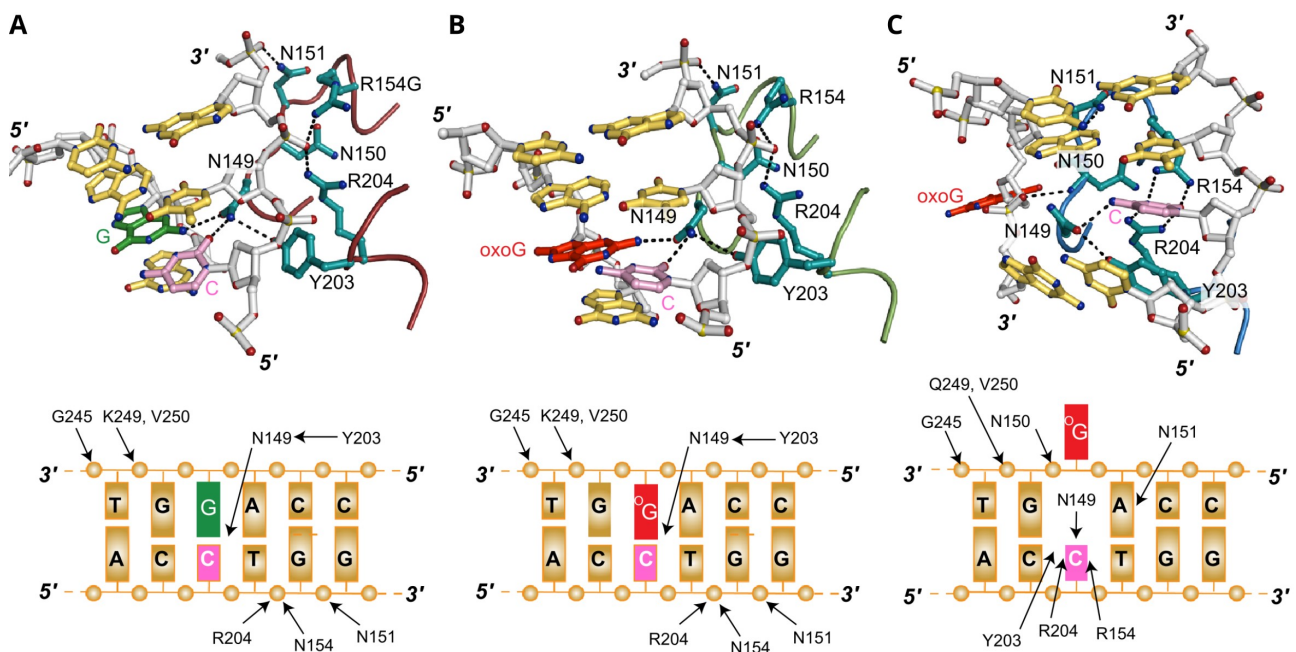 A
3'
N151
R154G
5'
N149
N150
R204
G
C
Y203
5'
B
3'
N151
R154
5'
N150
N149
R204
oxoG
C
Y203
5'
C
3'
5'
N151
N150
oxoG
R154
C
N149
R204
Y203
3'
5'
G245 K249, V250
N149 Y203
3' 5'
T G G A C C
A C C T G G
5' 3'
R204 N154 N151
G245 K249, V250
N149 Y203
3' 5'
T G OG A C C
A C C T G G
5' 3'
R204 N154 N151
Q249, V250
G245 N150 OG N151
3' 5'
T G N149 A C C
A C C T G G
5' 3'
Y203 R204 R154